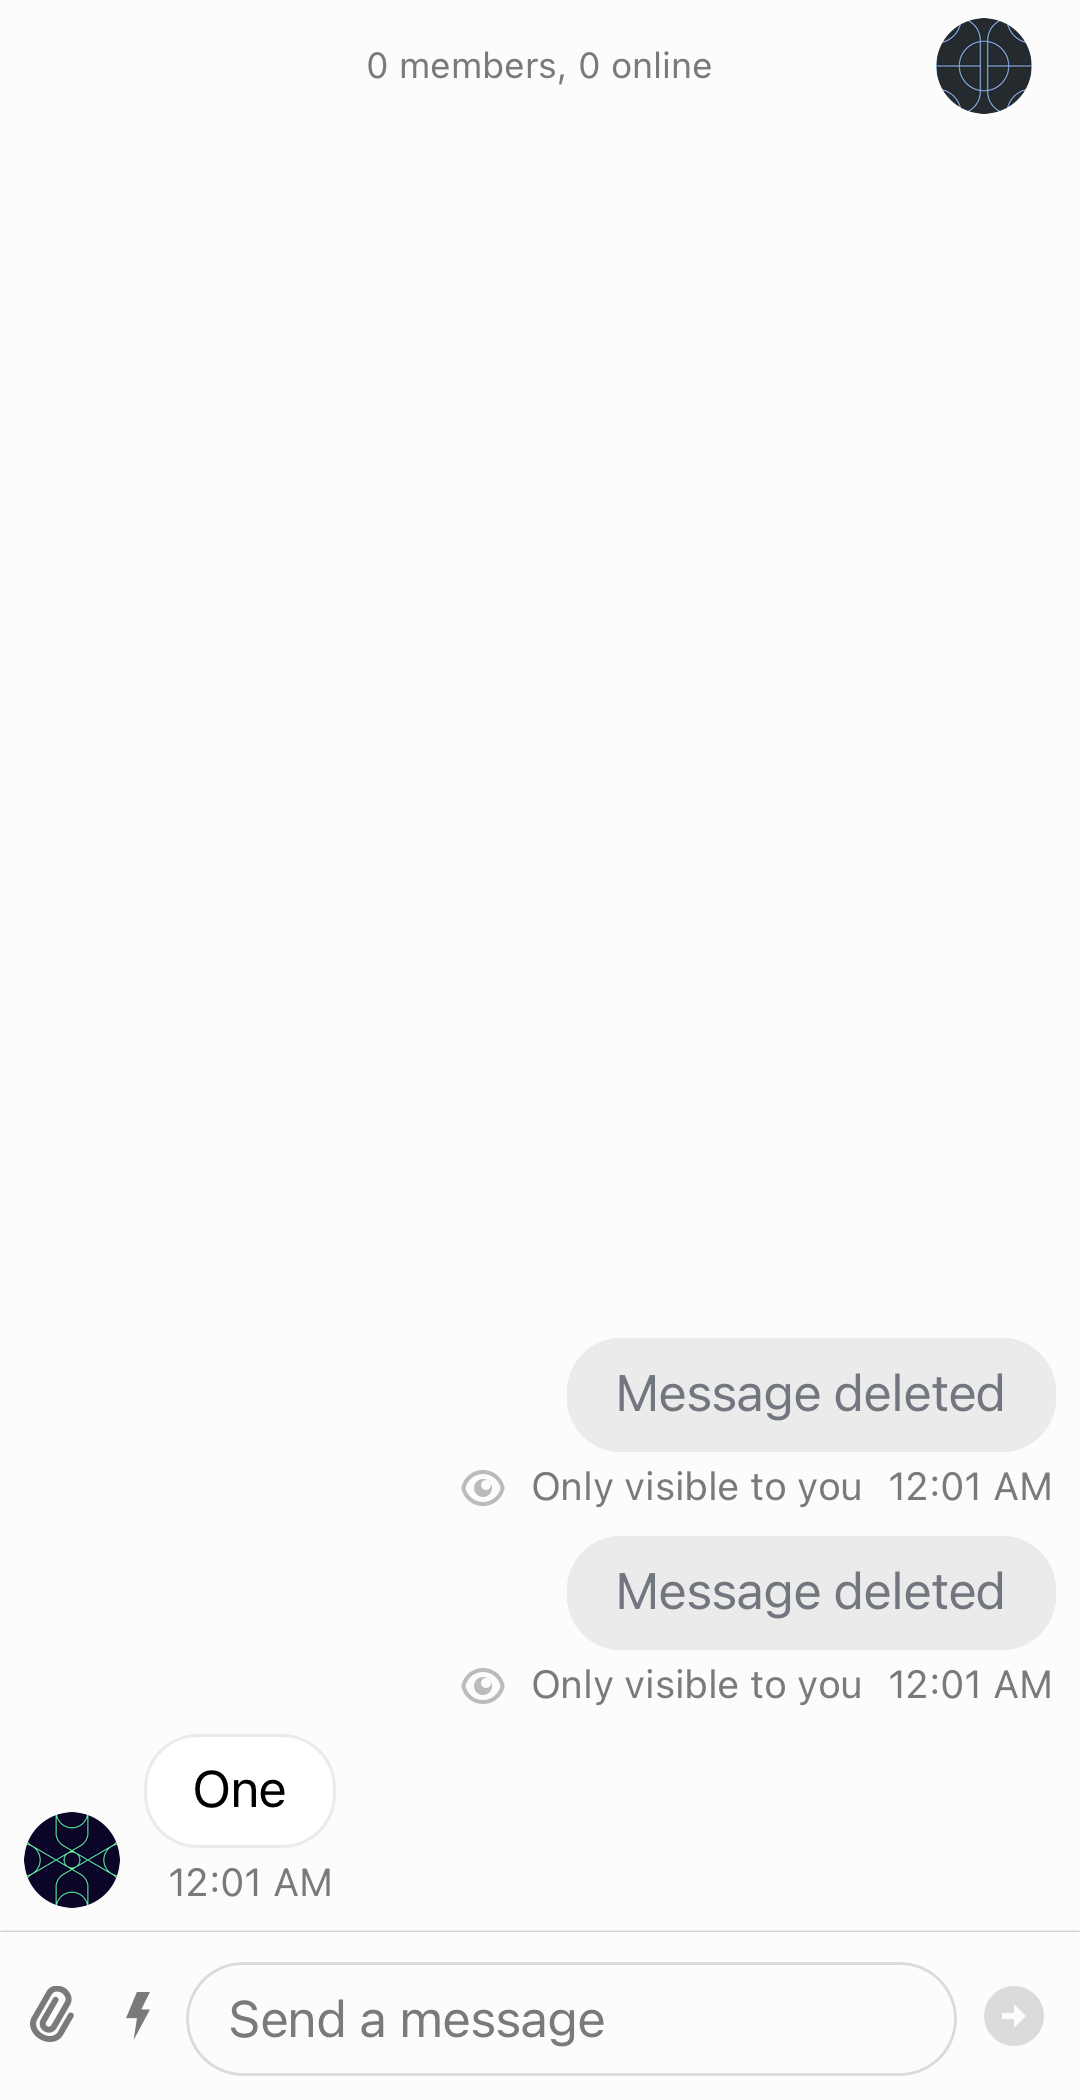 0 members, 0 online
Message deleted
Only visible to you 12:01 AM
Message deleted
Only visible to you 12:01 AM
One
12:01 AM
Send a message